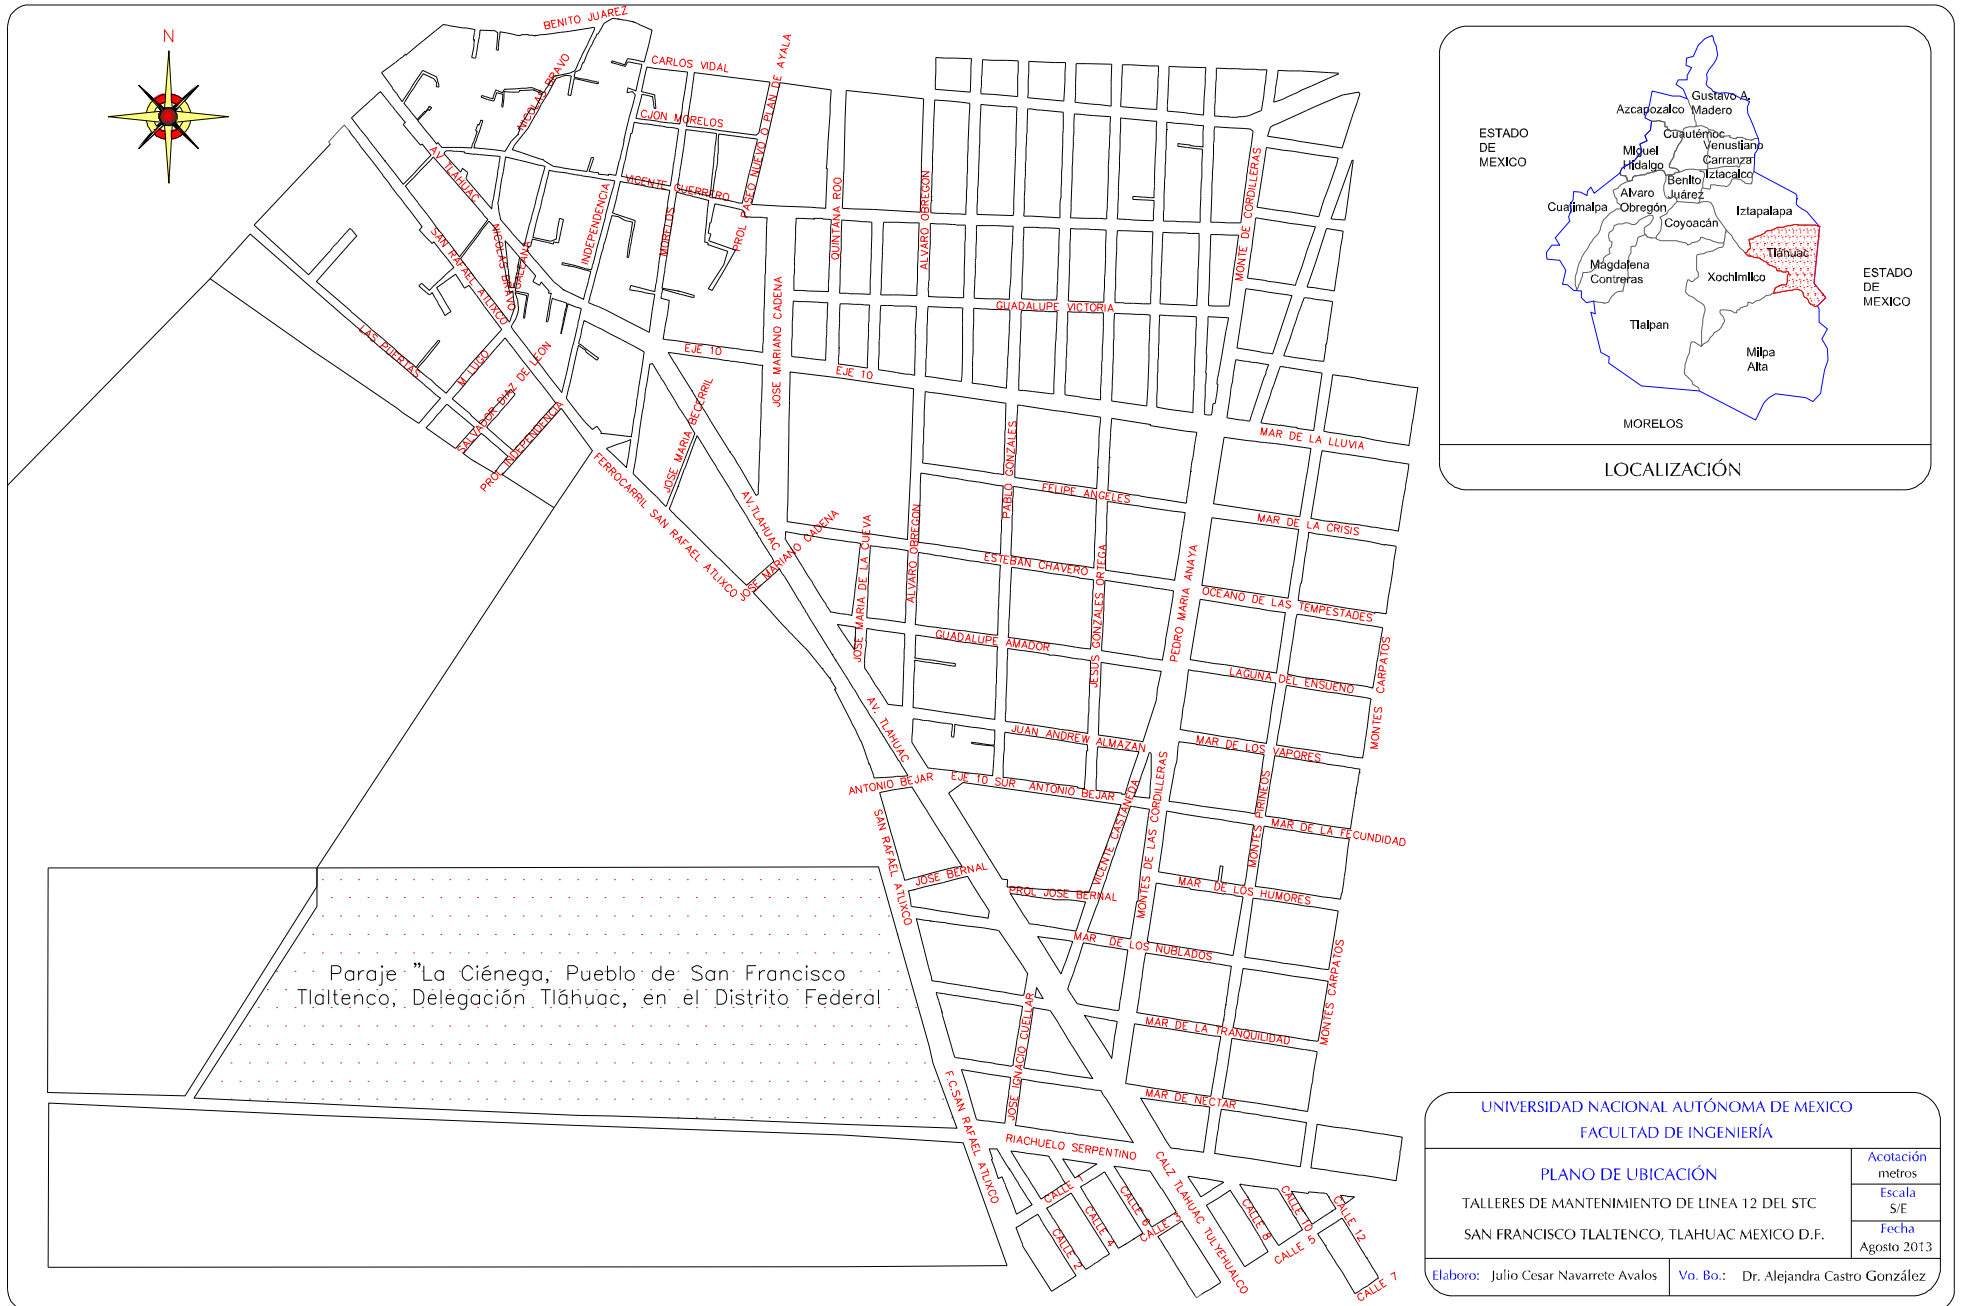 N
BENITO JUAREZ
CARLOS VIDAL
NICOLAS BRAVO
CJON MORELOS
PROL PASEO NUEVO O PLAN DE AYALA
AV. TLAHUAC
VICENTE GUERRERO
INDEPENDENCIA
MORELOS
QUINTANA ROO
ALVARO OBREGON
MONTE DE CORDILLERAS
SAN RAFAEL ATLIXCO
NICOLAS BRAVO
GALEANA
JOSE MARIANO CADENA
GUADALUPE VICTORIA
LAS PUERTAS
M LUGO
SALVADOR DIAZ DE LEON
PROL INDEPENDENCIA
EJE 10
EJE 10
JOSE MARIA BECERRIL
FERROCARRIL SAN RAFAEL ATLIXCO
AV.TLAHUAC
JOSE MARIANO CADENA
JOSE MARIA DE LA CUEVA
ALVARO OBREGON
PABLO GONZALES
FELIPE ANGELES
ESTEBAN CHAVERO
JESUS GONZALES ORTEGA
GUADALUPE AMADOR
PEDRO MARIA ANAYA
MAR DE LA LLUVIA
MAR DE LA CRISIS
OCEANO DE LAS TEMPESTADES
LAGUNA DEL ENSUENO
MONTES CARPATOS
AV. TLAHUAC
JUAN ANDREW ALMAZAN
MAR DE LOS VAPORES
ANTONIO BEJAR
EJE 10 SUR ANTONIO BEJAR
VICENTE CASTANEDA
MONTES DE LAS CORDILLERAS
MONTES PIRINEOS
MAR DE LA FECUNDIDAD
SAN RAFAEL ATLIXCO
JOSE BERNAL
PROL JOSE BERNAL
MAR DE LOS HUMORES
MAR DE LOS NUBLADOS
MONTES CARPATOS
Paraje "La Ciénega, Pueblo de San Francisco
Tlaltenco, Delegación Tláhuac, en el Distrito Federal
JOSE IGNACIO CUELLAR
MAR DE LA TRANQUILIDAD
MAR DE NECTAR
F.C.SAN RAFAEL ATLIXCO
RIACHUELO SERPENTINO
CALZ TLAHUAC TULYEHUALCO
CALLE 1
CALLE 2
CALLE 4
CALLE 6
CALLE 3
CALLE 8
CALLE 10
CALLE 5
CALLE 12
CALLE 7
ESTADO
DE
MEXICO
Azcapozalco
Gustavo A.
Madero
Cuautémoc
Miguel
Hidalgo
Venustiano
Carranza
Iztacalco
Benito
Juárez
Alvaro
Obregón
Cuajimalpa
Coyoacán
Iztapalapa
Tláhuac
Magdalena
Contreras
Xochimilco
ESTADO
DE
MEXICO
Tlalpan
Milpa
Alta
MORELOS
LOCALIZACIÓN
UNIVERSIDAD NACIONAL AUTÓNOMA DE MEXICO
FACULTAD DE INGENIERÍA
PLANO DE UBICACIÓN
TALLERES DE MANTENIMIENTO DE LINEA 12 DEL STC
SAN FRANCISCO TLALTENCO, TLAHUAC MEXICO D.F.
Acotación
metros
Escala
S/E
Fecha
Agosto 2013
Elaboro: Julio Cesar Navarrete Avalos
Vo. Bo.: Dr. Alejandra Castro González